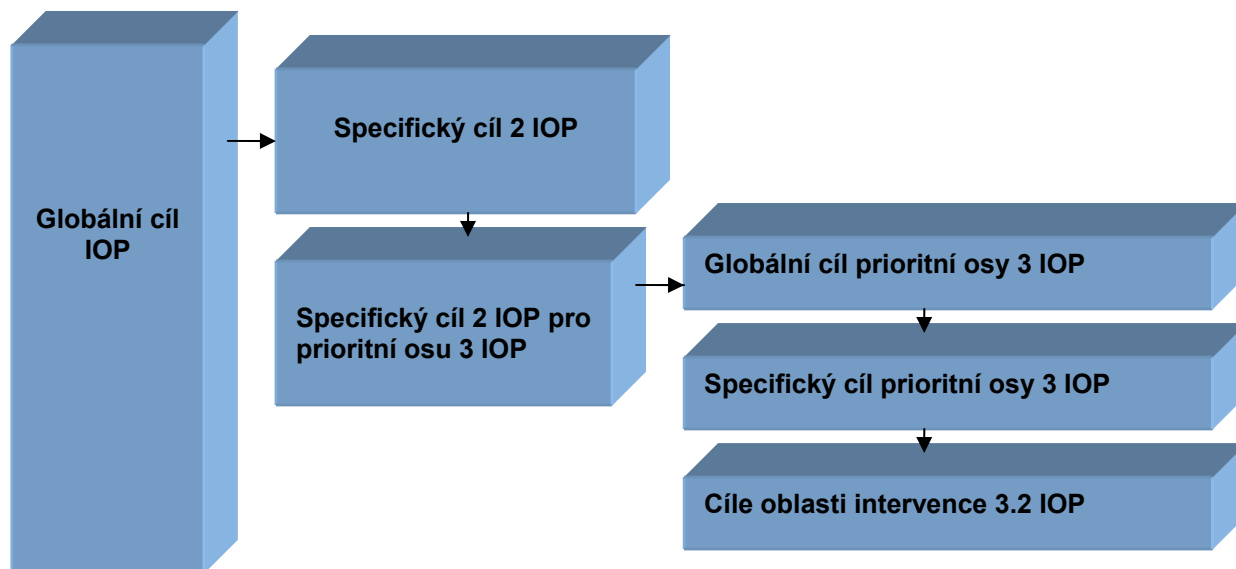 Globální cíl
IOP
Specifický cíl 2 IOP
Specifický cíl 2 IOP pro
prioritní osu 3 IOP
Globální cíl prioritní osy 3 IOP
Specifický cíl prioritní osy 3 IOP
Cíle oblasti intervence 3.2 IOP